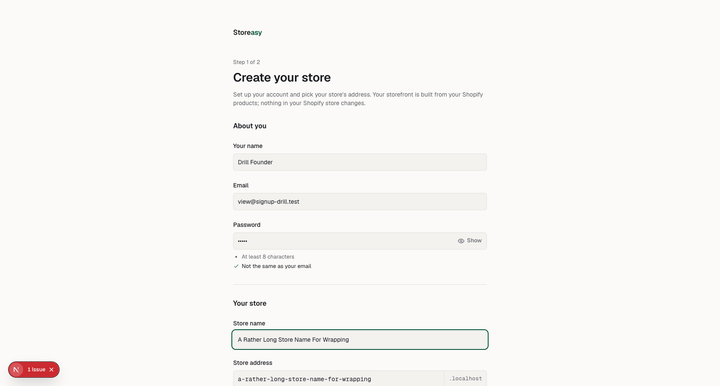 Storeasy
Step 1 of 2
Create your store
Set up your account and pick your store's address. Your storefront is built from your Shopify
products; nothing in your Shopify store changes.
About you
Your name
Drill Founder
Email
view@signup-drill.test
Password
•••••
Show
At least 8 characters
Not the same as your email
Your store
Store name
A Rather Long Store Name For Wrapping
Store address
a-rather-long-store-name-for-wrapping
.localhost
N
1 Issue